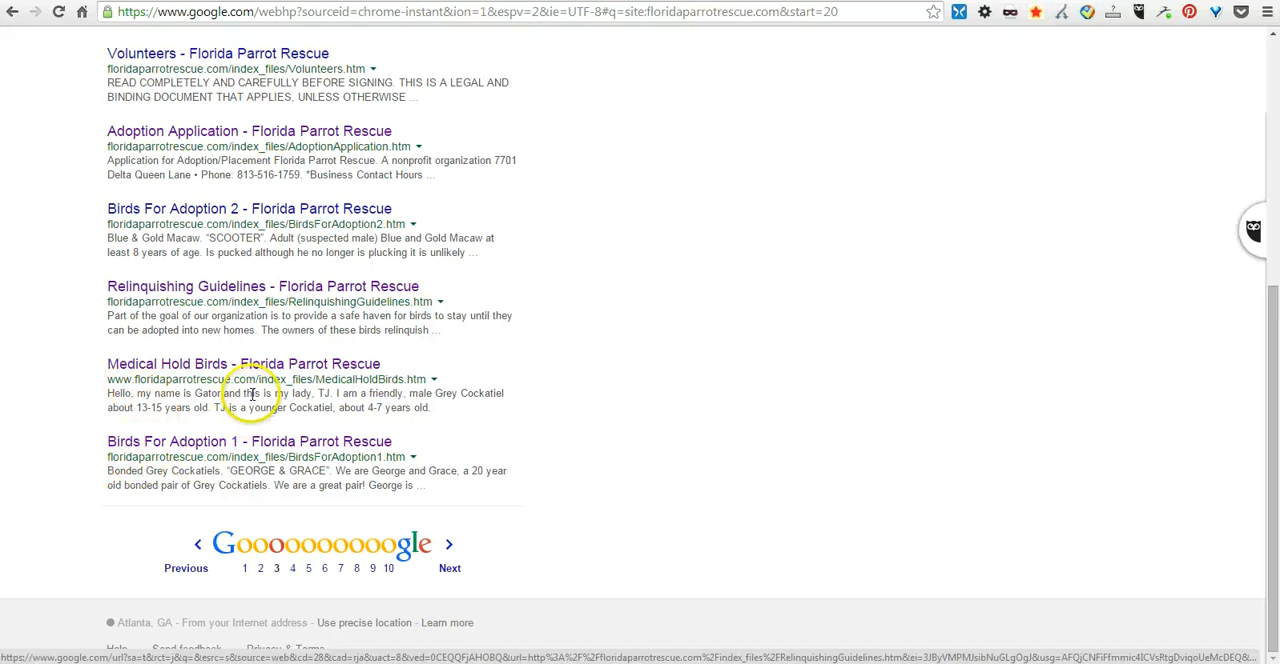 https://www.google.com/webhp?sourceid=chrome-instant&ion=1&espv=2&ie=UTF-8#q=site:floridaparrotrescue.com&start=20
Volunteers - Florida Parrot Rescue
floridaparrotrescue.com/index_files/Volunteers.htm
READ COMPLETELY AND CAREFULLY BEFORE SIGNING. THIS IS A LEGAL AND
BINDING DOCUMENT THAT APPLIES, UNLESS OTHERWISE ...
Adoption Application - Florida Parrot Rescue
floridaparrotrescue.com/index_files/AdoptionApplication.htm
Application for Adoption/Placement Florida Parrot Rescue. A nonprofit organization 7701
Delta Queen Lane • Phone: 813-516-1759. *Business Contact Hours ...
Birds For Adoption 2 - Florida Parrot Rescue
floridaparrotrescue.com/index_files/BirdsForAdoption2.htm
Blue & Gold Macaw. “SCOOTER”. Adult (suspected male) Blue and Gold Macaw at
least 8 years of age. Is pucked although he no longer is plucking it is unlikely ...
Relinquishing Guidelines - Florida Parrot Rescue
floridaparrotrescue.com/index_files/RelinquishingGuidelines.htm
Part of the goal of our organization is to provide a safe haven for birds to stay until they
can be adopted into new homes. The owners of these birds relinquish ...
Medical Hold Birds - Florida Parrot Rescue
www.floridaparrotrescue.com/index_files/MedicalHoldBirds.htm
Hello, my name is Gator and this is my lady, TJ. I am a friendly, male Grey Cockatiel
about 13-15 years old. TJ is a younger Cockatiel, about 4-7 years old.
Birds For Adoption 1 - Florida Parrot Rescue
floridaparrotrescue.com/index_files/BirdsForAdoption1.htm
Bonded Grey Cockatiels. “GEORGE & GRACE”. We are George and Grace, a 20 year
old bonded pair of Grey Cockatiels. We are a great pair! George is ...
< Goooooooooogle >
Previous 1 2 3 4 5 6 7 8 9 10 Next
Atlanta, GA - From your Internet address - Use precise location - Learn more
Help Send feedback Privacy & Terms